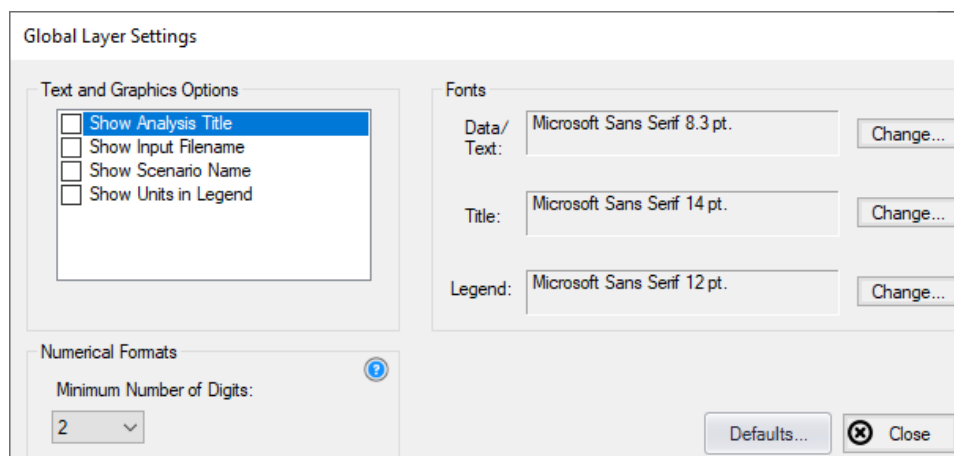 Global Layer Settings
Text and Graphics Options
Show Analysis Title
Show Input Filename
Show Scenario Name
Show Units in Legend
Numerical Formats
?
Minimum Number of Digits:
2
Fonts
Data/
Text:
Microsoft Sans Serif 8.3 pt.
Change...
Title:
Microsoft Sans Serif 14 pt.
Change...
Legend:
Microsoft Sans Serif 12 pt.
Change...
Defaults...
Close